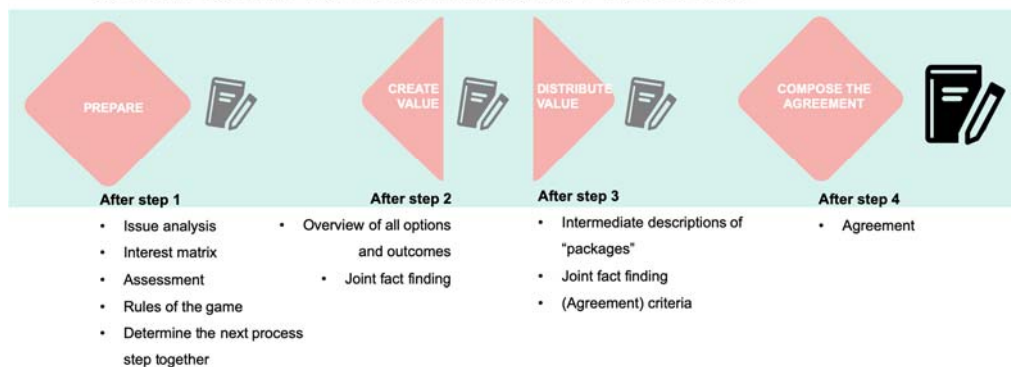 PREPARE
CREATE
VALUE
DISTRIBUTE
VALUE
COMPOSE THE
AGREEMENT
After step 1
• Issue analysis
• Interest matrix
• Assessment
• Rules of the game
• Determine the next process
step together
After step 2
• Overview of all options
and outcomes
• Joint fact finding
After step 3
• Intermediate descriptions of
“packages”
• Joint fact finding
• (Agreement) criteria
After step 4
• Agreement